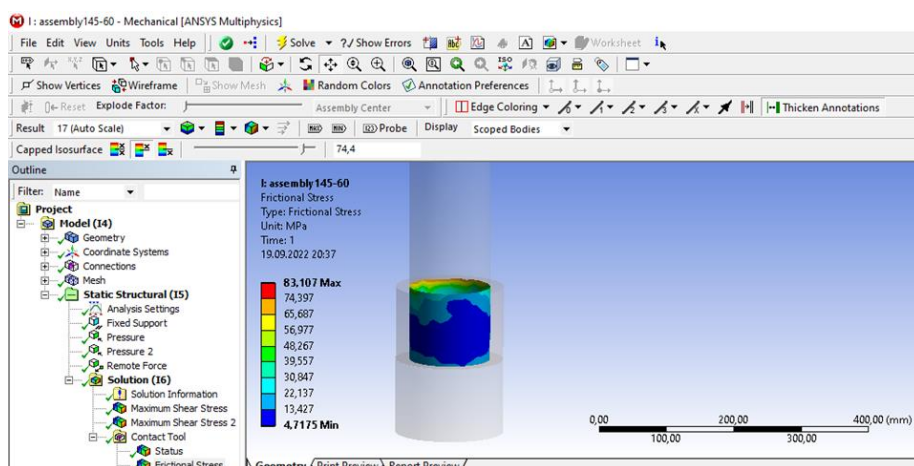 I : assembly145-60 - Mechanical [ANSYS Multiphysics]
File Edit View Units Tools Help Solve ?/ Show Errors Worksheet
Show Vertices Wireframe Show Mesh Random Colors Annotation Preferences
Reset Explode Factor: Assembly Center Edge Coloring Thicken Annotations
Result 17 (Auto Scale) MAX MIN Probe Display Scoped Bodies
Capped Isosurface 74,4
Outline
Filter: Name
Project
Model (I4)
Geometry
Coordinate Systems
Connections
Mesh
Static Structural (I5)
Analysis Settings
Fixed Support
Pressure
Pressure 2
Remote Force
Solution (I6)
Solution Information
Maximum Shear Stress
Maximum Shear Stress 2
Contact Tool
Status
Frictional Stress
I: assembly145-60
Frictional Stress
Type: Frictional Stress
Unit: MPa
Time: 1
19.09.2022 20:37
83,107 Max
74,397
65,687
56,977
48,267
39,557
30,847
22,137
13,427
4,7175 Min
0,00 200,00 400,00 (mm)
100,00 300,00
Geometry Print Preview Report Preview